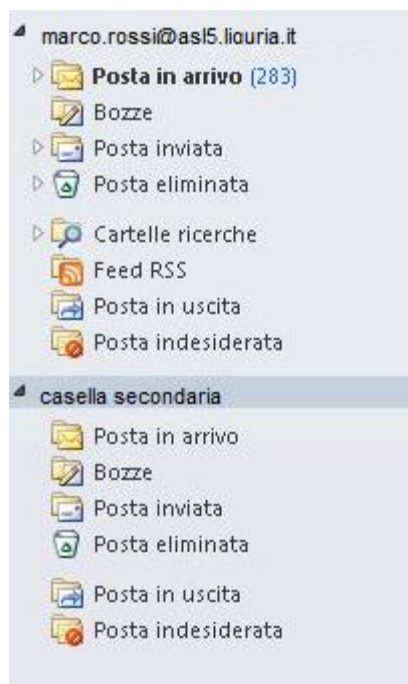 marco.rossi@asl5.liguria.it
Posta in arrivo (283)
Bozze
Posta inviata
Posta eliminata
Cartelle ricerche
Feed RSS
Posta in uscita
Posta indesiderata
casella secondaria
Posta in arrivo
Bozze
Posta inviata
Posta eliminata
Posta in uscita
Posta indesiderata